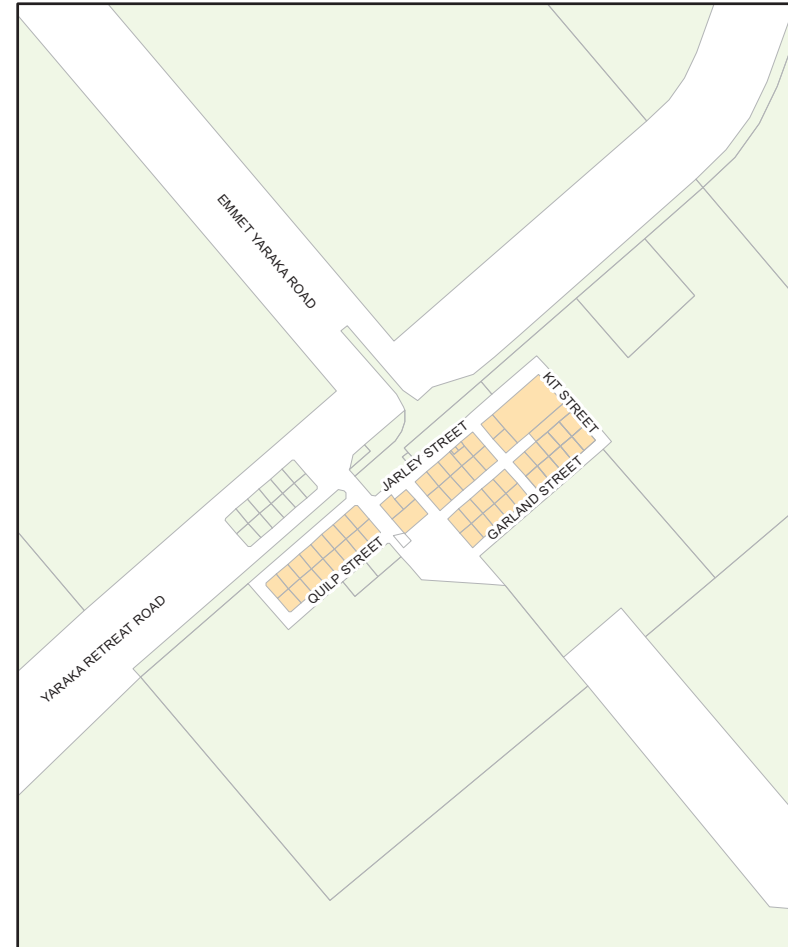 EMMET YARAKA ROAD
KIT STREET
JARLEY STREET
GARLAND STREET
QUILP STREET
YARAKA RETREAT ROAD